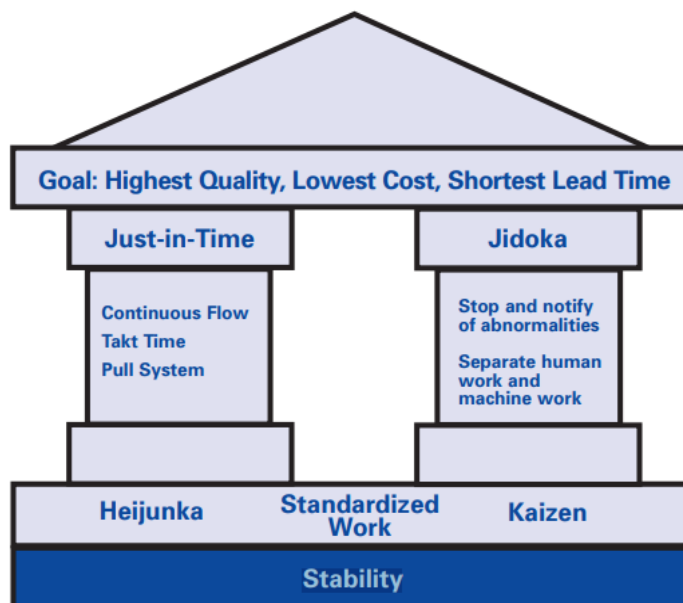 Goal: Highest Quality, Lowest Cost, Shortest Lead Time
Just-in-Time
Continuous Flow
Takt Time
Pull System
Jidoka
Stop and notify
of abnormalities
Separate human
work and
machine work
Heijunka
Standardized
Work
Kaizen
Stability